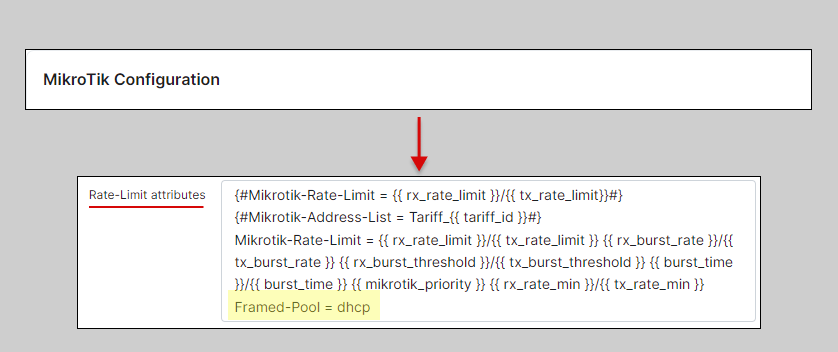 MikroTik Configuration
Rate-Limit attributes
{#Mikrotik-Rate-Limit = {{ rx_rate_limit }}/{{ tx_rate_limit}}#}
{#Mikrotik-Address-List = Tariff_{{ tariff_id }}#}
Mikrotik-Rate-Limit = {{ rx_rate_limit }}/{{ tx_rate_limit }} {{ rx_burst_rate }}/{{
tx_burst_rate }} {{ rx_burst_threshold }}/{{ tx_burst_threshold }} {{ burst_time
}}/{{ burst_time }} {{ mikrotik_priority }} {{ rx_rate_min }}/{{ tx_rate_min }}
Framed-Pool = dhcp